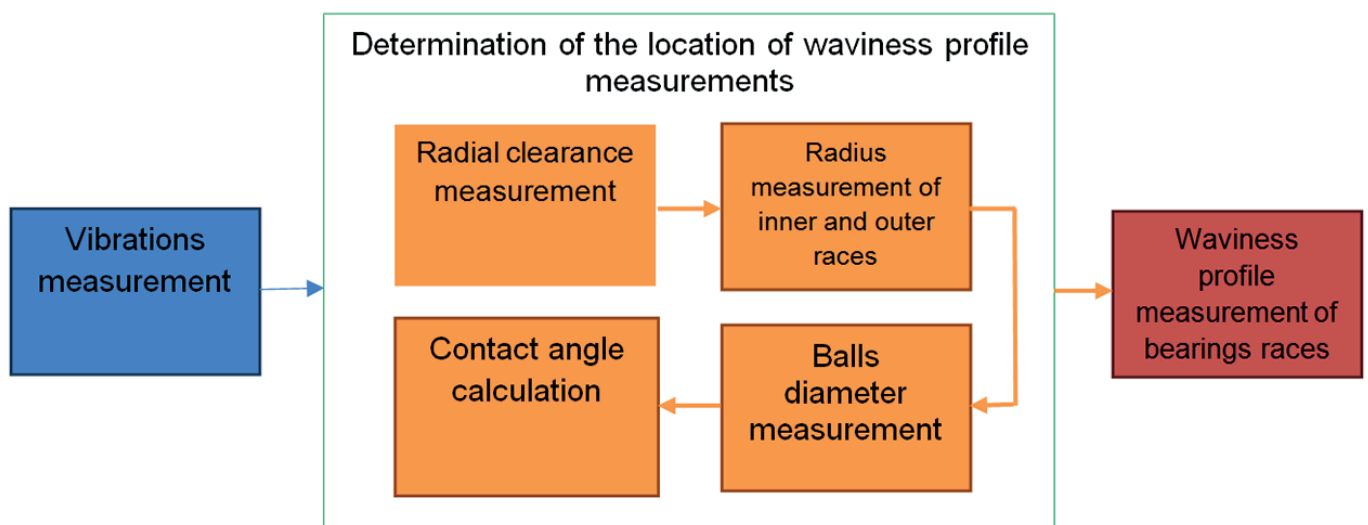 Determination of the location of waviness profile
measurements
Vibrations
measurement
Radial clearance
measurement
Radius
measurement of
inner and outer
races
Contact angle
calculation
Balls
diameter
measurement
Waviness
profile
measurement of
bearings races